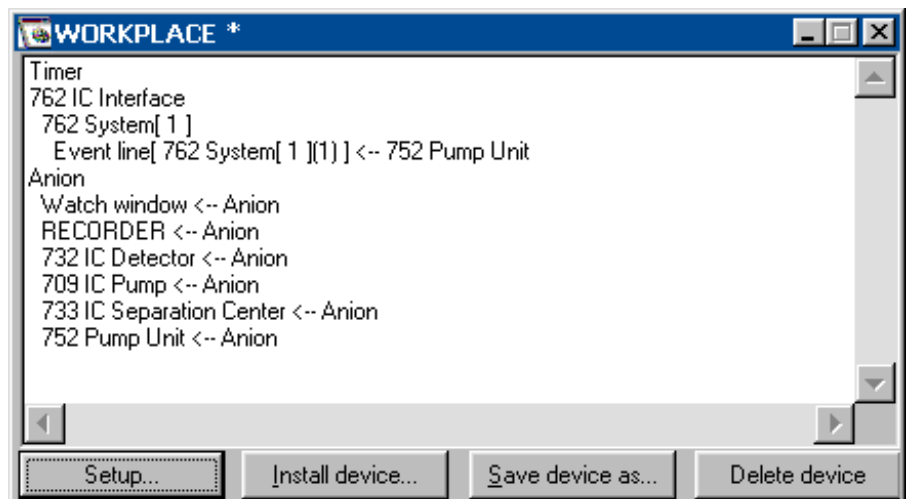 WORKPLACE *
Timer
762 IC Interface
762 System[ 1 ]
Event line[ 762 System[ 1 ](1) ] <-- 752 Pump Unit
Anion
Watch window <-- Anion
RECORDER <-- Anion
732 IC Detector <-- Anion
709 IC Pump <-- Anion
733 IC Separation Center <-- Anion
752 Pump Unit <-- Anion
Setup... Install device... Save device as... Delete device